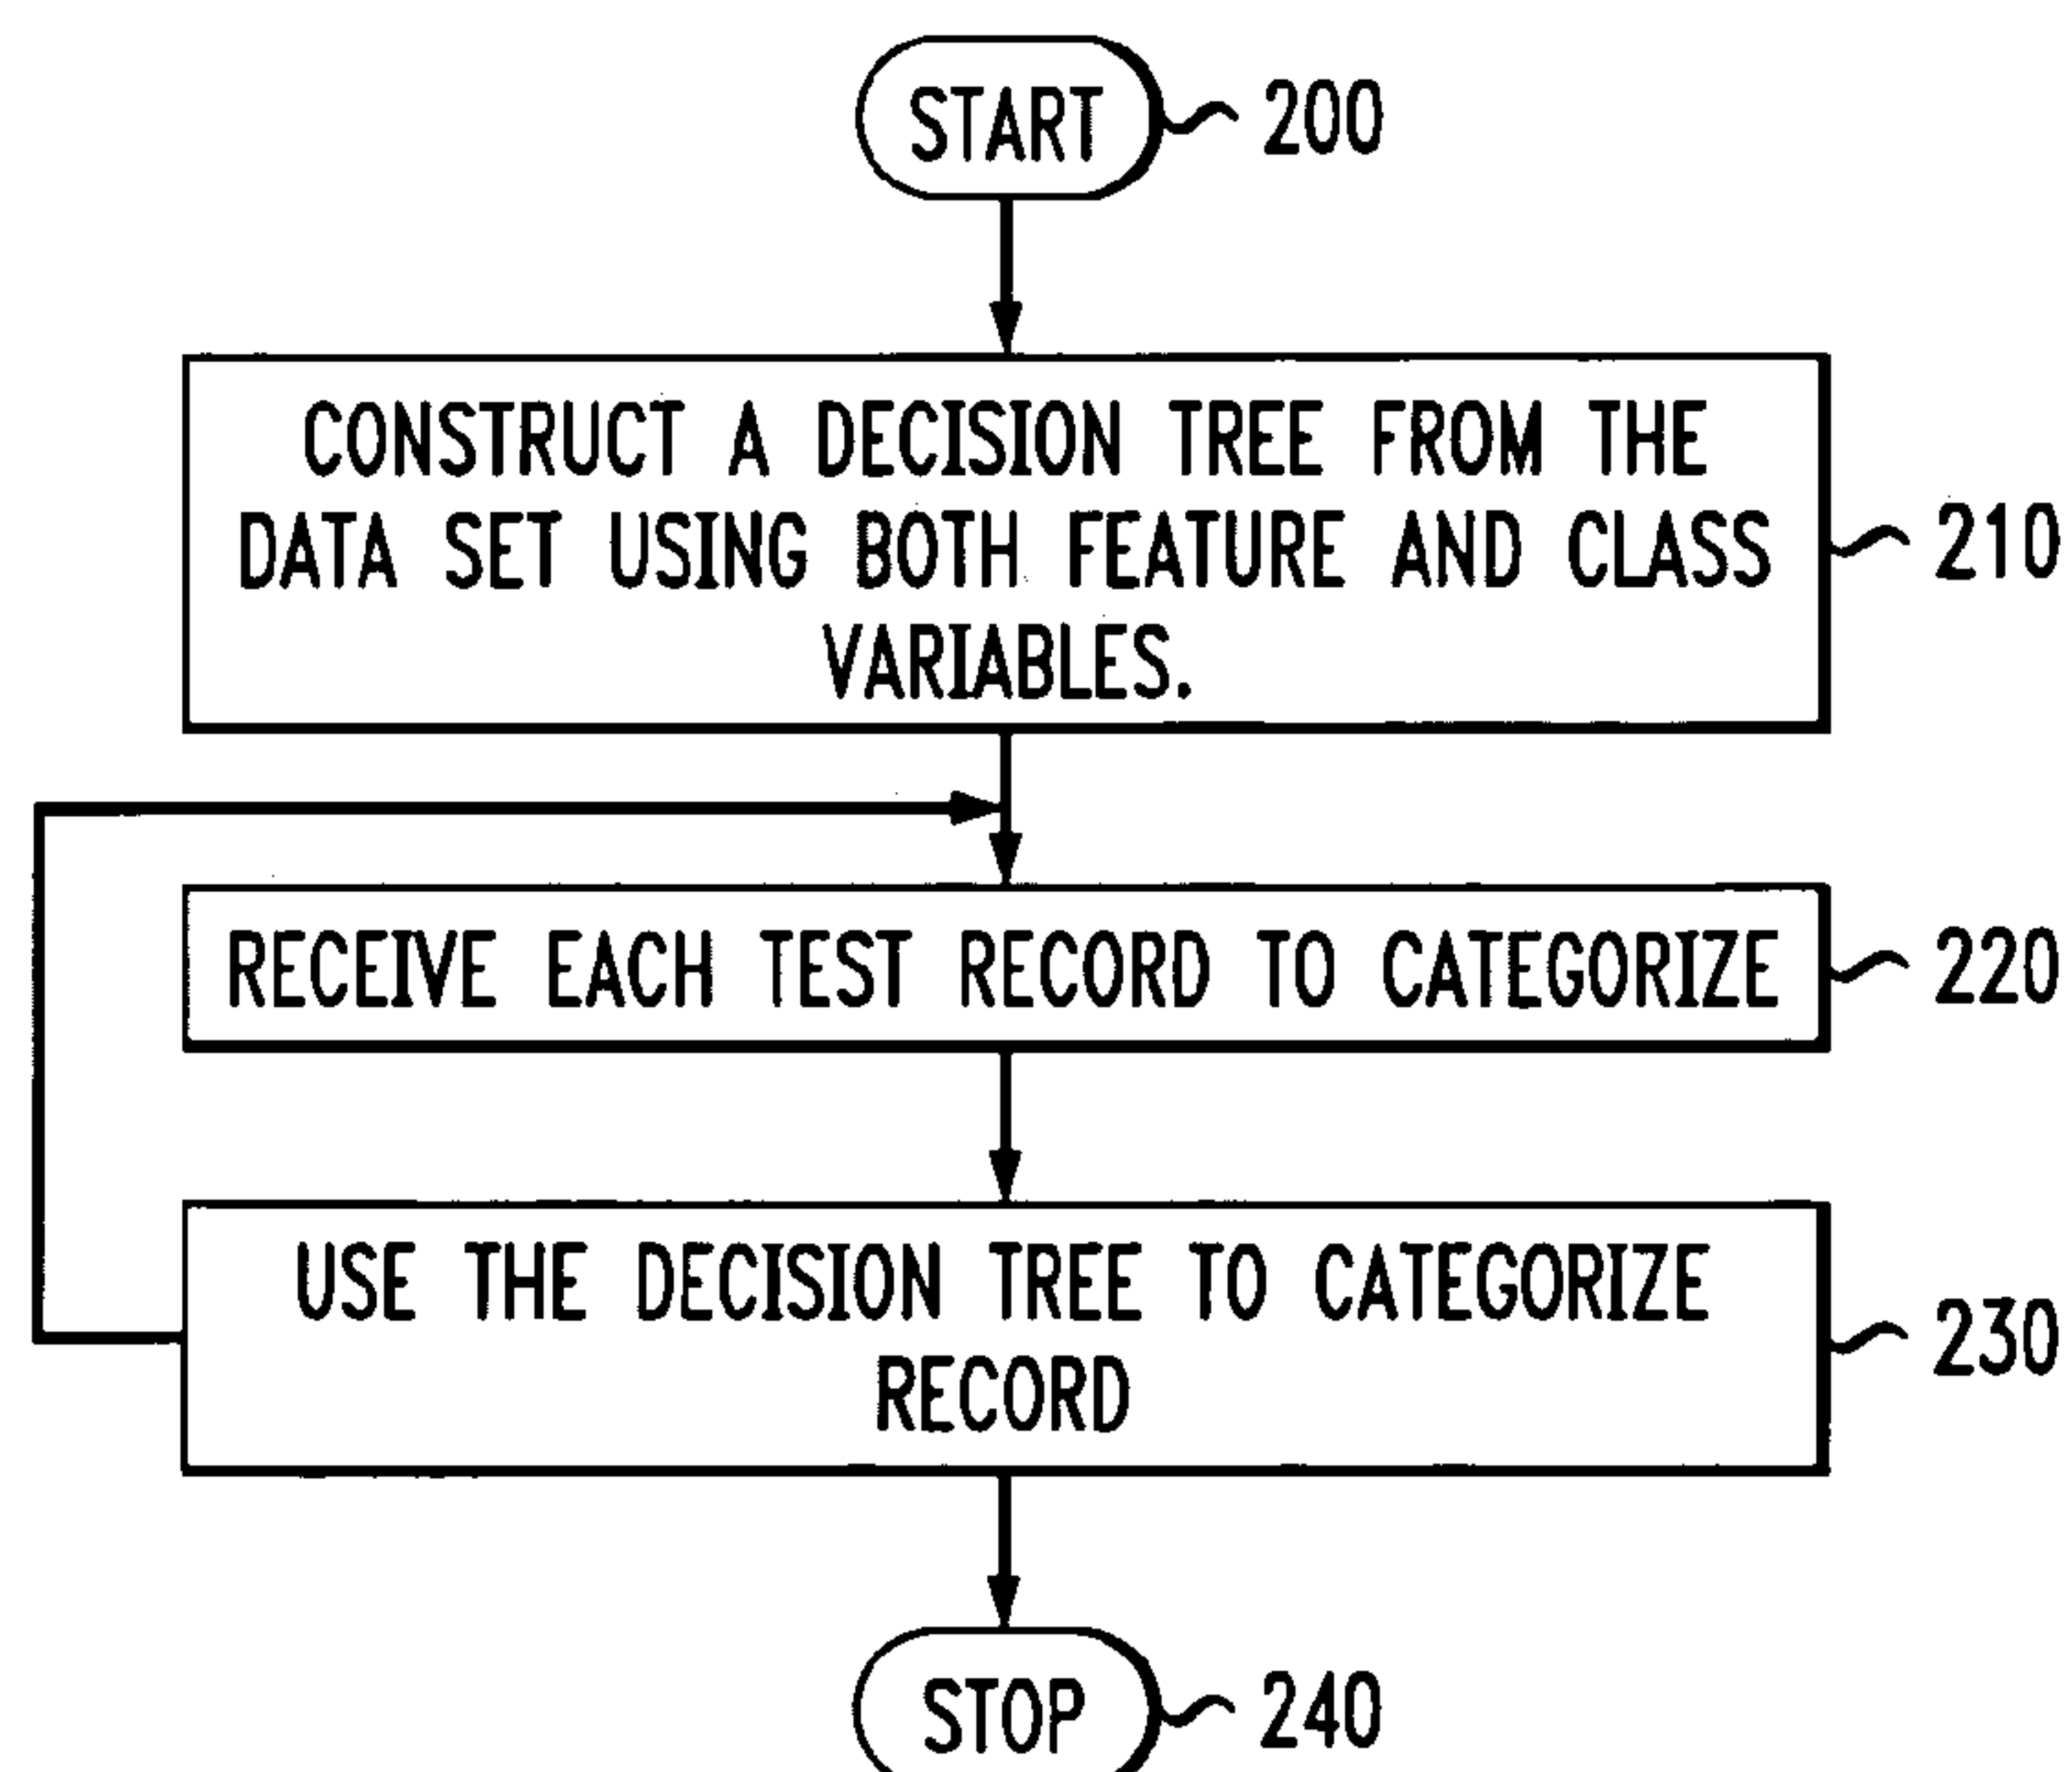 START 200
CONSTRUCT A DECISION TREE FROM THE
DATA SET USING BOTH FEATURE AND CLASS 210
VARIABLES.
RECEIVE EACH TEST RECORD TO CATEGORIZE 220
USE THE DECISION TREE TO CATEGORIZE
RECORD
230
STOP 240